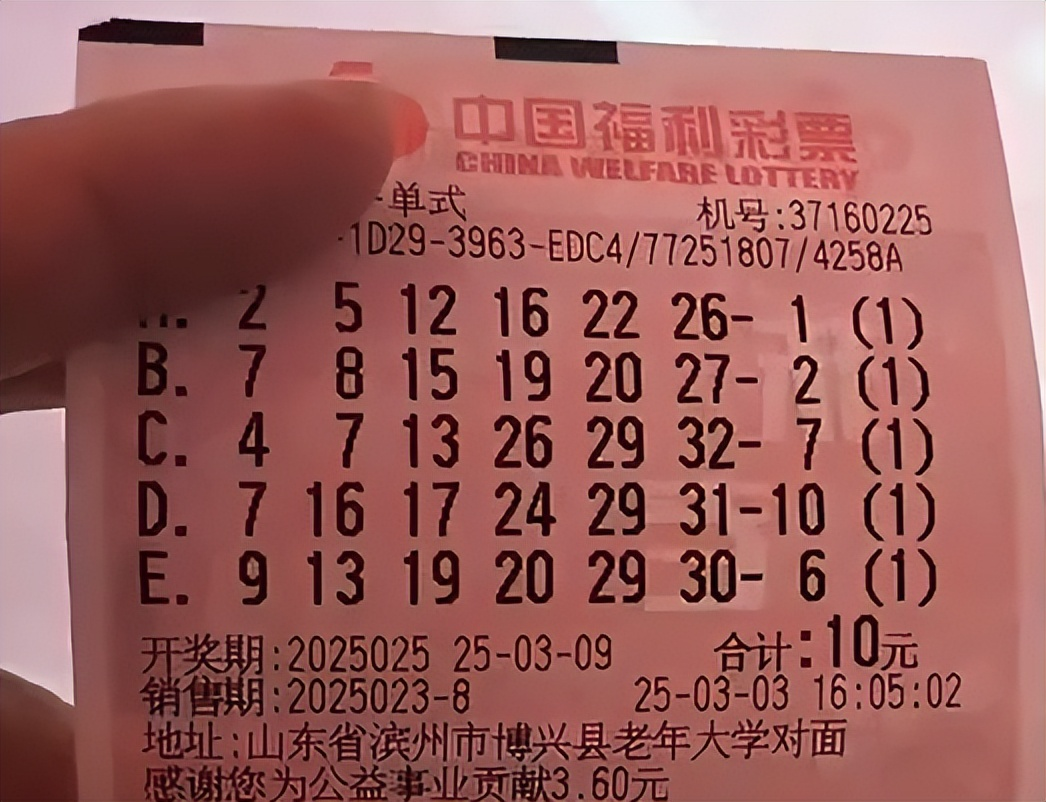 中国福利彩票
CHINA WELFARE LOTTERY
单式 机号:37160225
1D29-3963-EDC4/77251807/4258A
2 5 12 16 22 26- 1 (1)
B. 7 8 15 19 20 27- 2 (1)
C. 4 7 13 26 29 32- 7 (1)
D. 7 16 17 24 29 31-10 (1)
E. 9 13 19 20 29 30- 6 (1)
开奖期:2025025 25-03-09 合计:10元
销售期:2025023-8 25-03-03 16:05:02
地址:山东省滨州市博兴县老年大学对面
感谢您为公益事业贡献3.60元